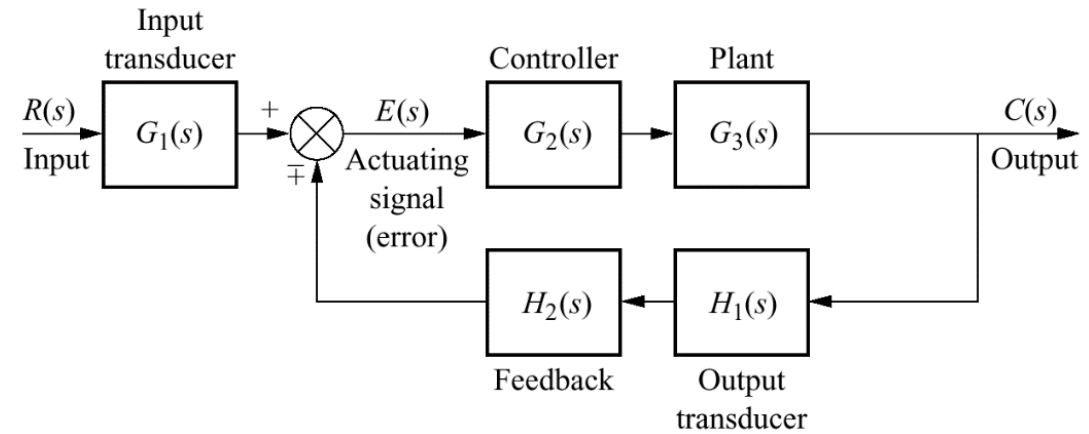 Input
transducer
Controller
Plant
R(s)
Input
G₁(s)
+
∓
E(s)
Actuating
signal
(error)
G₂(s)
G₃(s)
C(s)
Output
H₂(s)
H₁(s)
Feedback
Output
transducer